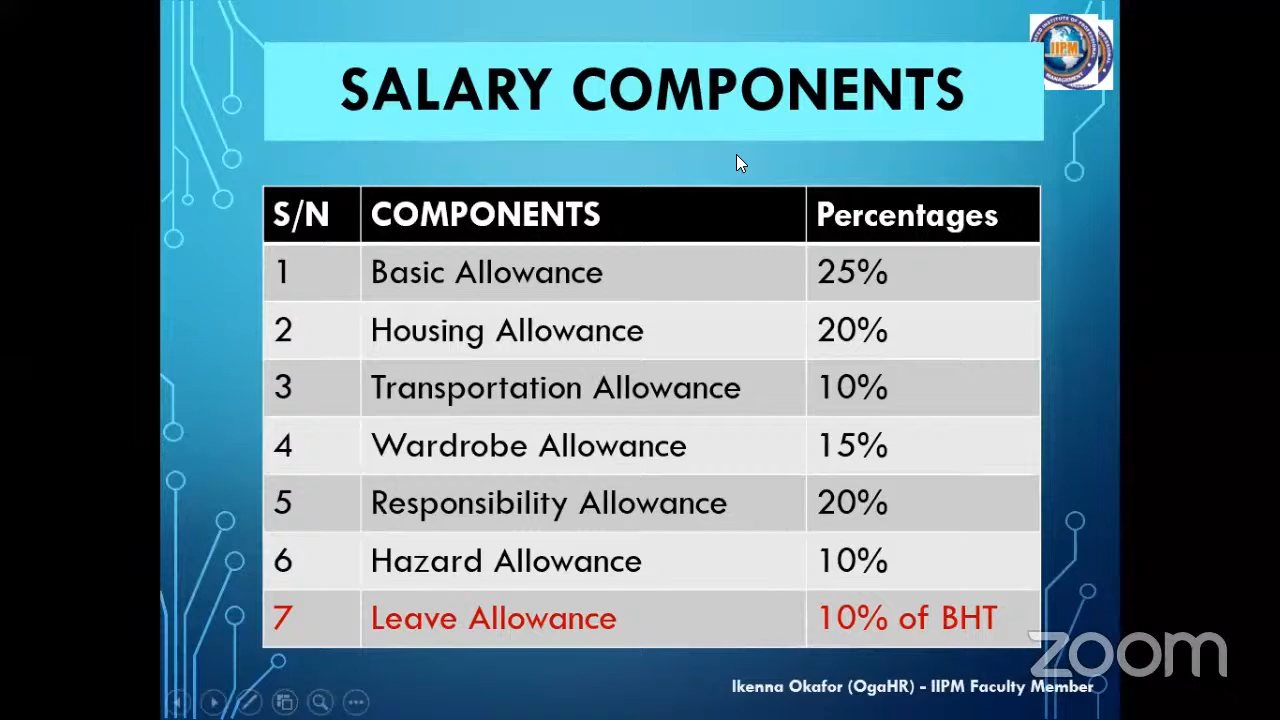 IIPM
MANAGEMENT
SALARY COMPONENTS
S/N COMPONENTS Percentages
1 Basic Allowance 25%
2 Housing Allowance 20%
3 Transportation Allowance 10%
4 Wardrobe Allowance 15%
5 Responsibility Allowance 20%
6 Hazard Allowance 10%
7 Leave Allowance 10% of BHT
zoom
Ikenna Okafor (OgaHR) - IIPM Faculty Member